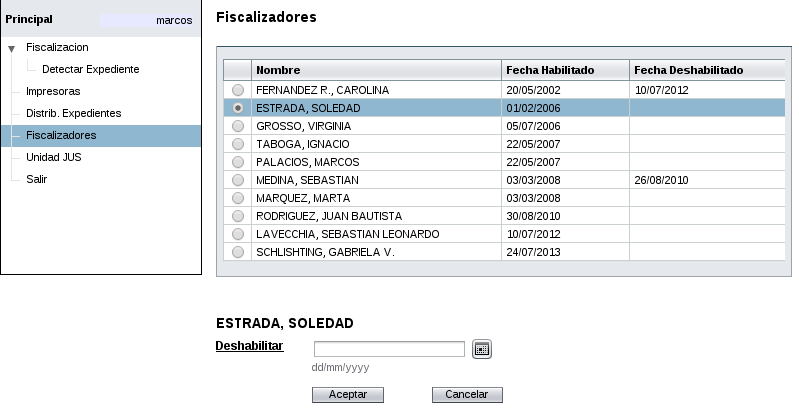 Principal marcos
Fiscalizacion
Detectar Expediente
Impresoras
Distrib. Expedientes
Fiscalizadores
Unidad JUS
Salir
Fiscalizadores
Nombre Fecha Habilitado Fecha Deshabilitado
FERNANDEZ R., CAROLINA 20/05/2002 10/07/2012
ESTRADA, SOLEDAD 01/02/2006
GROSSO, VIRGINIA 05/07/2006
TABOGA, IGNACIO 22/05/2007
PALACIOS, MARCOS 22/05/2007
MEDINA, SEBASTIAN 03/03/2008 26/08/2010
MARQUEZ, MARTA 03/03/2008
RODRIGUEZ, JUAN BAUTISTA 30/08/2010
LAVECCHIA, SEBASTIAN LEONARDO 10/07/2012
SCHLISHTING, GABRIELA V. 24/07/2013
ESTRADA, SOLEDAD
Deshabilitar
dd/mm/yyyy
Aceptar Cancelar